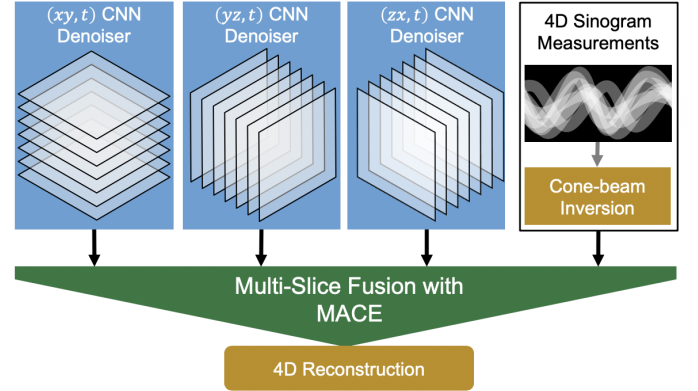 (xy, t) CNN
Denoiser
(yz, t) CNN
Denoiser
(zx, t) CNN
Denoiser
4D Sinogram
Measurements
Cone-beam
Inversion
Multi-Slice Fusion with
MACE
4D Reconstruction